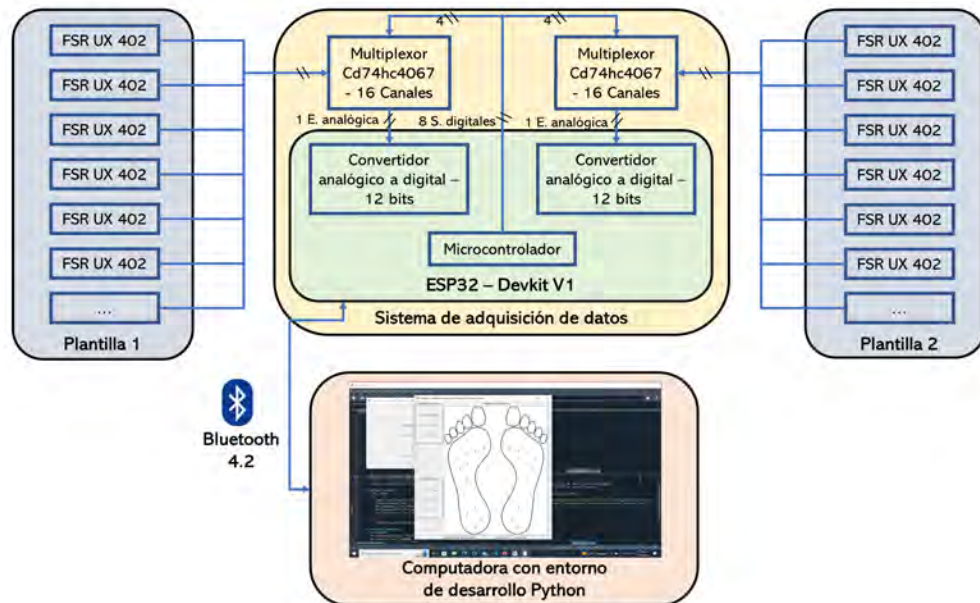 FSR UX 402
FSR UX 402
FSR UX 402
FSR UX 402
FSR UX 402
FSR UX 402
...
Plantilla 1
4
4
Multiplexor
Cd74hc4067
- 16 Canales
Multiplexor
Cd74hc4067
- 16 Canales
1 E. analógica
8 S. digitales
1 E. analógica
Convertidor
analógico a digital –
12 bits
Convertidor
analógico a digital –
12 bits
Microcontrolador
ESP32 – Devkit V1
Sistema de adquisición de datos
FSR UX 402
FSR UX 402
FSR UX 402
FSR UX 402
FSR UX 402
FSR UX 402
...
Plantilla 2
Bluetooth
4.2
Computadora con entorno
de desarrollo Python